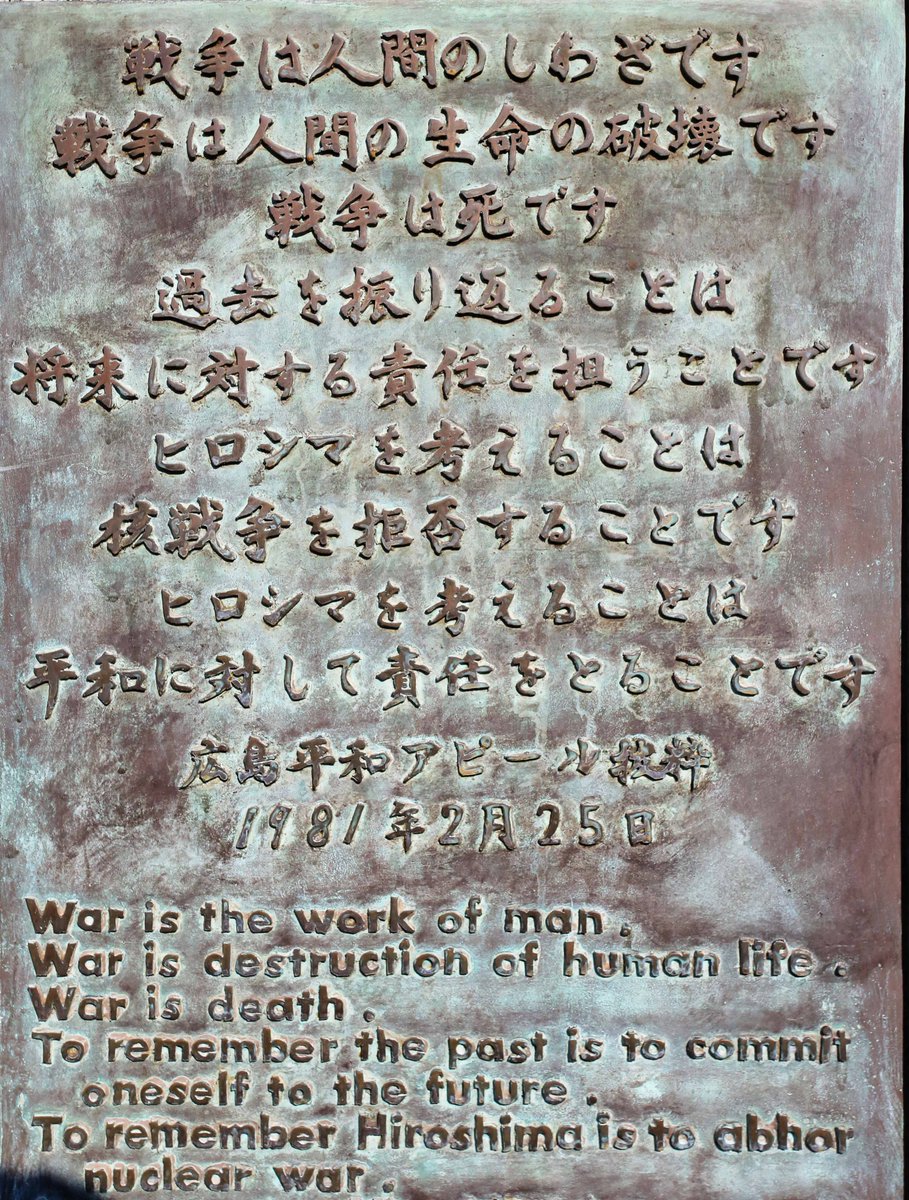 戦争は人間のしわざです
戦争は人間の生命の破壊です
戦争は死です
過去を振り返ることは
将来に対する責任を担うことです
ヒロシマを考えることは
核戦争を拒否することです
ヒロシマを考えることは
平和に対して責任をとることです
広島平和アピール抜粋
1981年2月25日
War is the work of man.
War is destruction of human life.
War is death.
To remember the past is to commit
oneself to the future.
To remember Hiroshima is to abhor
nuclear war.